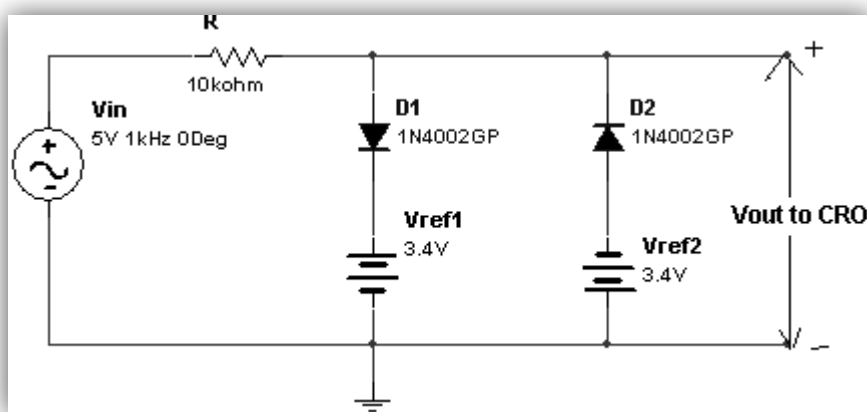 R
10kohm
Vin
5V 1kHz 0Deg
D1
1N4002GP
D2
1N4002GP
Vref1
3.4V
Vref2
3.4V
Vout to CRO